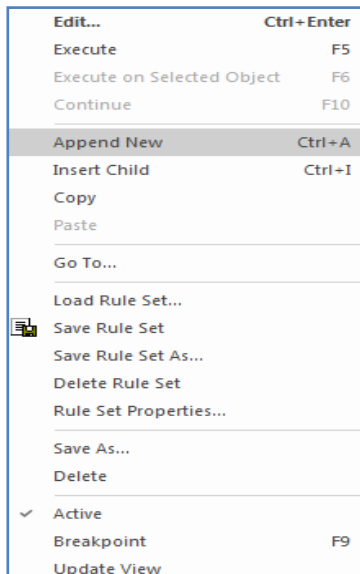 Edit... Ctrl+Enter
Execute F5
Execute on Selected Object F6
Continue F10
Append New Ctrl+A
Insert Child Ctrl+I
Copy
Paste
Go To...
Load Rule Set...
Save Rule Set
Save Rule Set As...
Delete Rule Set
Rule Set Properties...
Save As...
Delete
Active
Breakpoint F9
Update View